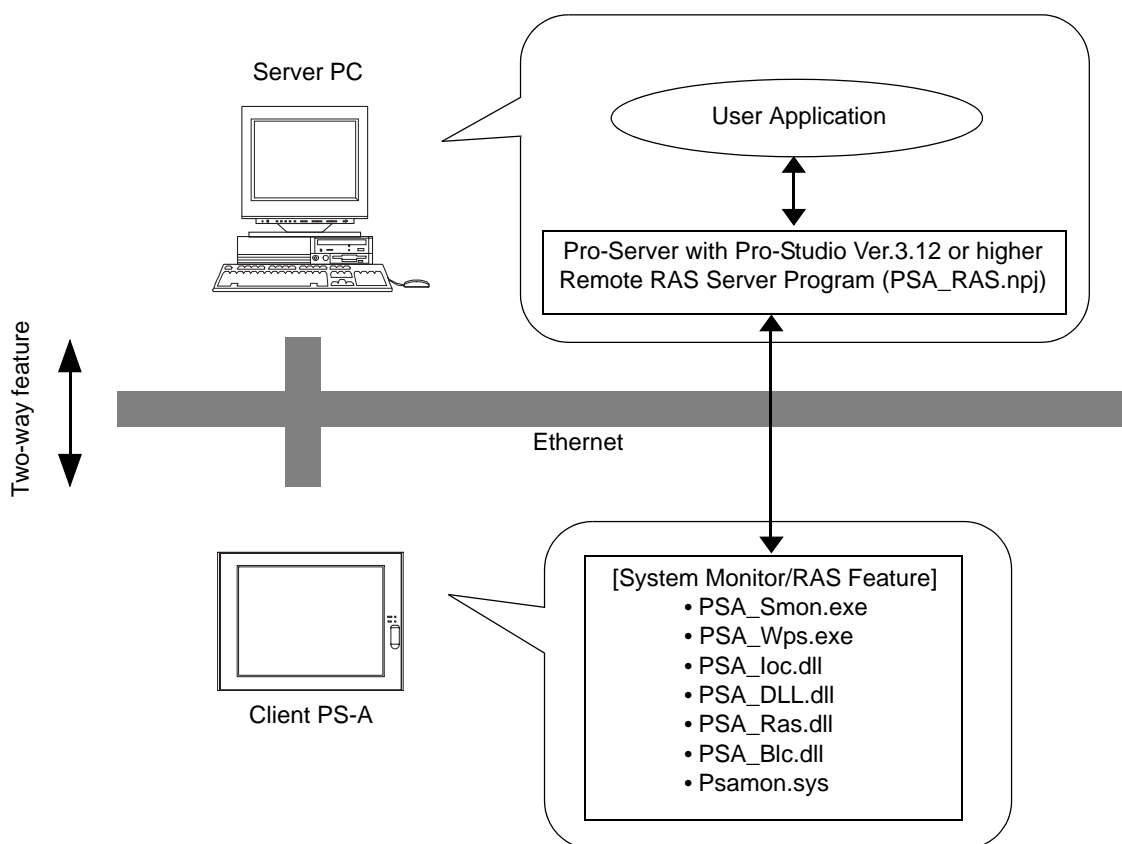 Server PC
User Application
Pro-Server with Pro-Studio Ver.3.12 or higher
Remote RAS Server Program (PSA_RAS.npj)
Two-way feature
Ethernet
[System Monitor/RAS Feature]
• PSA_Smon.exe
• PSA_Wps.exe
• PSA_Ioc.dll
• PSA_DLL.dll
• PSA_Ras.dll
• PSA_Blc.dll
• Psamon.sys
Client PS-A